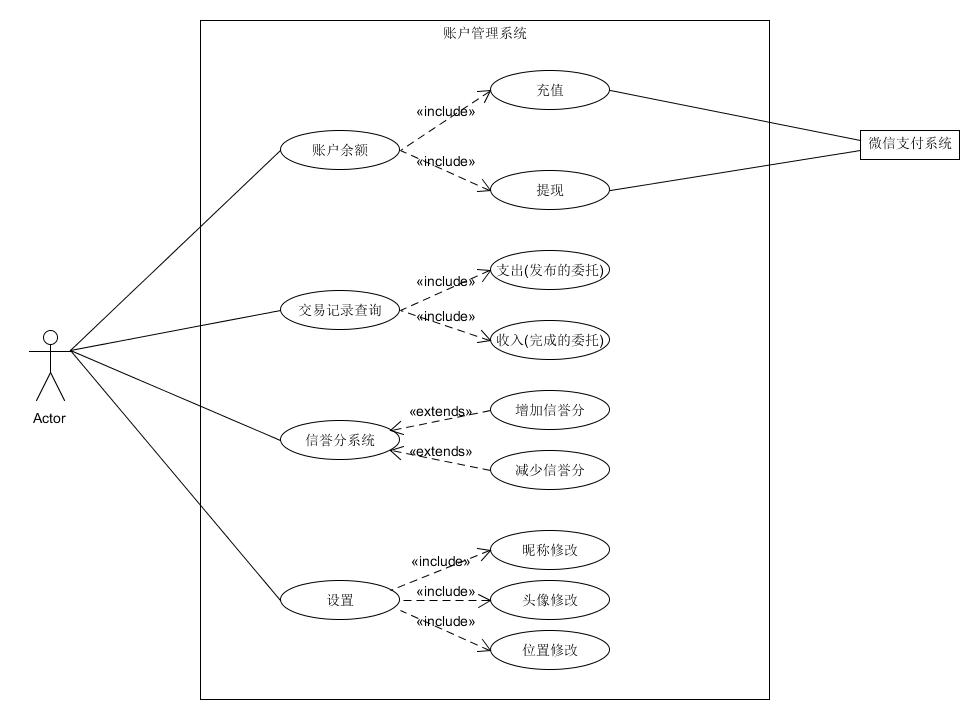 账户管理系统
充值
«include»
微信支付系统
账户余额
«include»
提现
支出(发布的委托)
«include»
交易记录查询
«include»
收入(完成的委托)
增加信誉分
«extends»
Actor
信誉分系统
«extends»
减少信誉分
昵称修改
«include»
«include»
设置
头像修改
«include»
位置修改